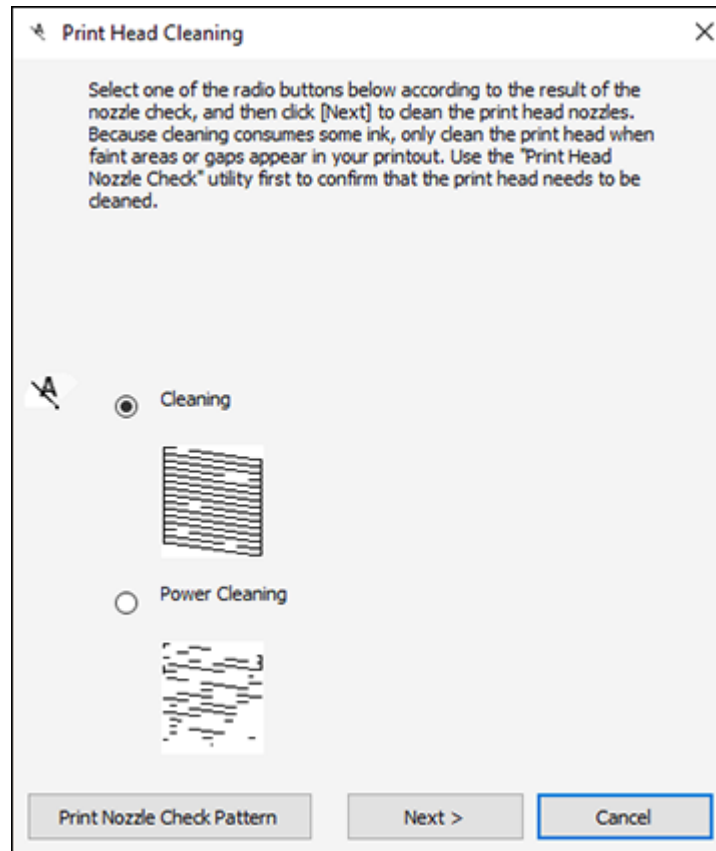 Print Head Cleaning
Select one of the radio buttons below according to the result of the
nozzle check, and then click [Next] to clean the print head nozzles.
Because cleaning consumes some ink, only clean the print head when
faint areas or gaps appear in your printout. Use the "Print Head
Nozzle Check" utility first to confirm that the print head needs to be
cleaned.
A
Cleaning
Power Cleaning
Print Nozzle Check Pattern
Next >
Cancel